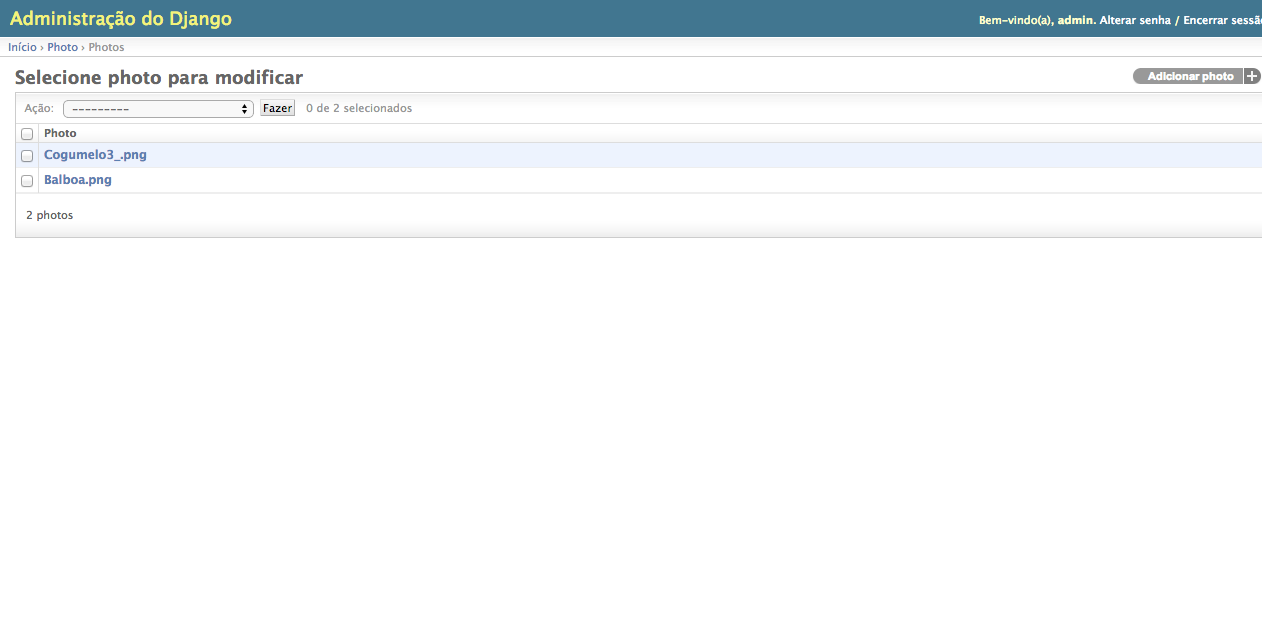 Administração do Django
Bem-vindo(a), admin. Alterar senha / Encerrar sessã
Início › Photo › Photos
Selecione photo para modificar
Adicionar photo +
Ação: --------- Fazer 0 de 2 selecionados
Photo
Cogumelo3_.png
Balboa.png
2 photos